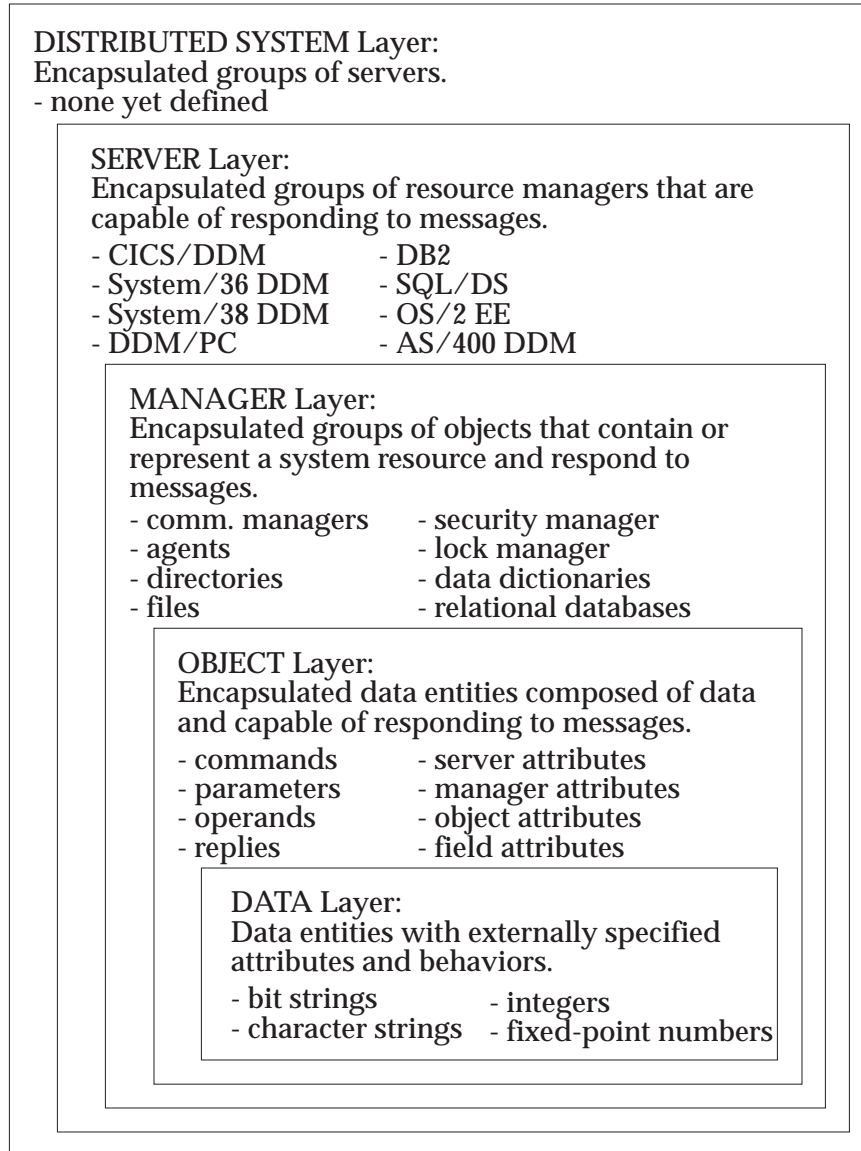 DISTRIBUTED SYSTEM Layer:
Encapsulated groups of servers.
- none yet defined
SERVER Layer:
Encapsulated groups of resource managers that are
capable of responding to messages.
- CICS/DDM - DB2
- System/36 DDM - SQL/DS
- System/38 DDM - OS/2 EE
- DDM/PC - AS/400 DDM
MANAGER Layer:
Encapsulated groups of objects that contain or
represent a system resource and respond to
messages.
- comm. managers - security manager
- agents - lock manager
- directories - data dictionaries
- files - relational databases
OBJECT Layer:
Encapsulated data entities composed of data
and capable of responding to messages.
- commands - server attributes
- parameters - manager attributes
- operands - object attributes
- replies - field attributes
DATA Layer:
Data entities with externally specified
attributes and behaviors.
- bit strings - integers
- character strings - fixed-point numbers